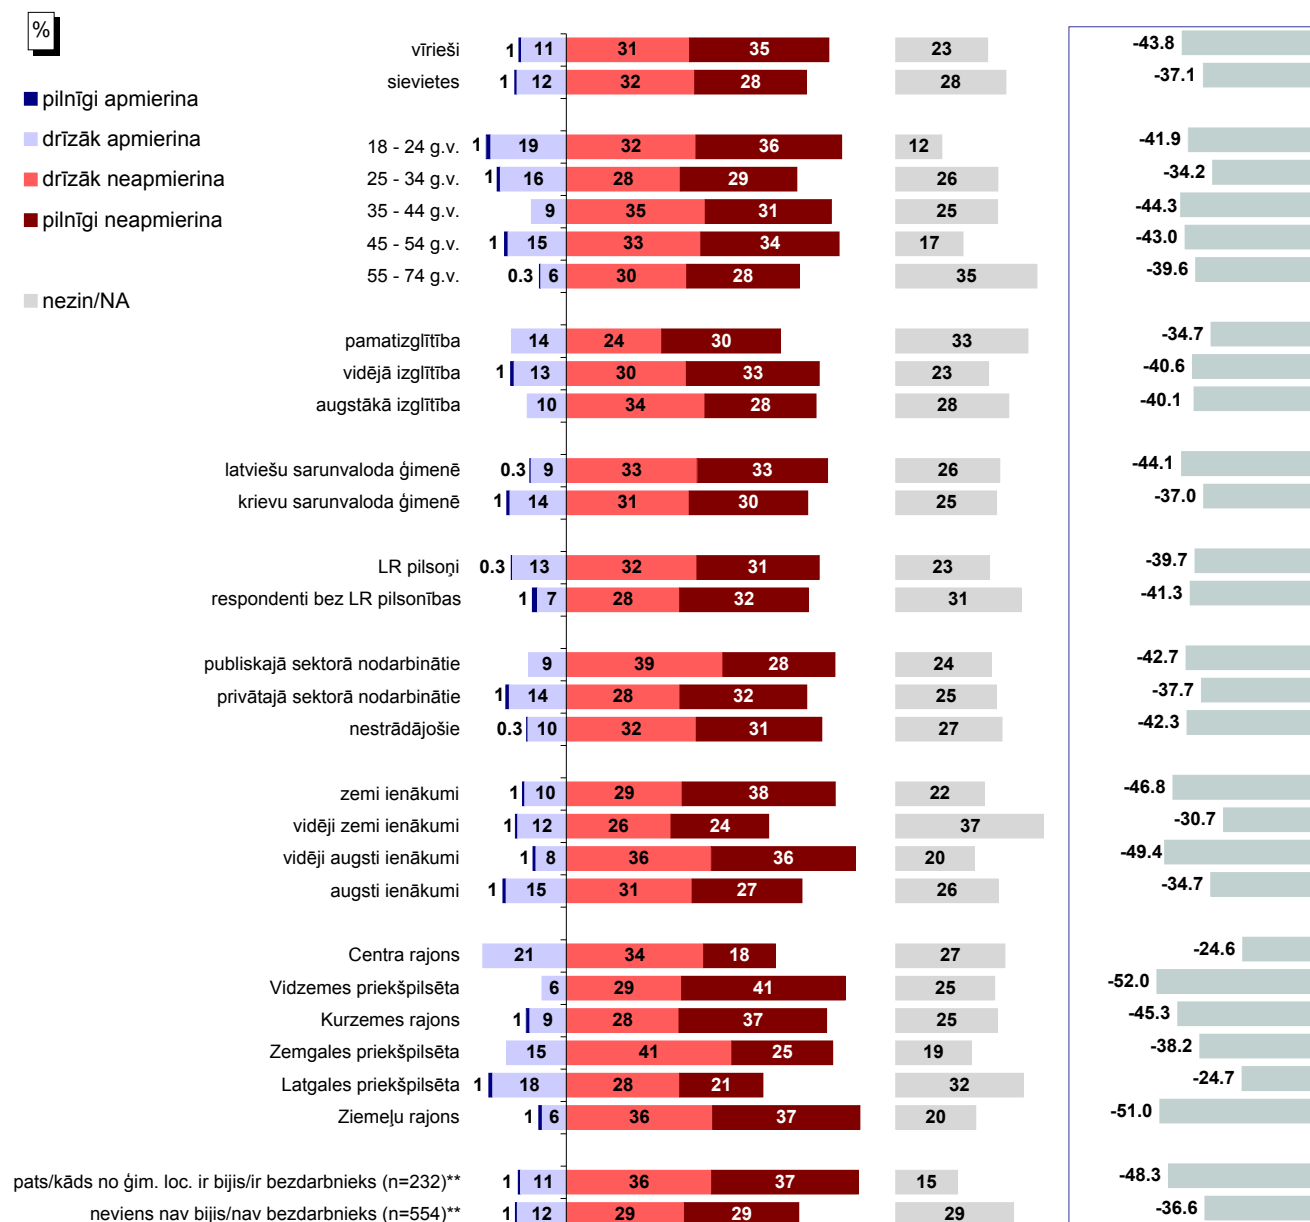 %
pilnīgi apmierina
drīzāk apmierina
drīzāk neapmierina
pilnīgi neapmierina
nezin/NA
vīrieši 1 11 31 35 23 -43.8
sievietes 1 12 32 28 28 -37.1
18 - 24 g.v. 1 19 32 36 12 -41.9
25 - 34 g.v. 1 16 28 29 26 -34.2
35 - 44 g.v. 9 35 31 25 -44.3
45 - 54 g.v. 1 15 33 34 17 -43.0
55 - 74 g.v. 0.3 6 30 28 35 -39.6
pamatizglītība 14 24 30 33 -34.7
vidējā izglītība 1 13 30 33 23 -40.6
augstākā izglītība 10 34 28 28 -40.1
latviešu sarunvaloda ģimenē 0.3 9 33 33 26 -44.1
krievu sarunvaloda ģimenē 1 14 31 30 25 -37.0
LR pilsoņi 0.3 13 32 31 23 -39.7
respondenti bez LR pilsonības 1 7 28 32 31 -41.3
publiskajā sektorā nodarbinātie 9 39 28 24 -42.7
privātajā sektorā nodarbinātie 1 14 28 32 25 -37.7
nestrādājošie 0.3 10 32 31 27 -42.3
zemi ienākumi 1 10 29 38 22 -46.8
vidēji zemi ienākumi 1 12 26 24 37 -30.7
vidēji augsti ienākumi 1 8 36 36 20 -49.4
augsti ienākumi 1 15 31 27 26 -34.7
Centra rajons 21 34 18 27 -24.6
Vidzemes priekšpilsēta 6 29 41 25 -52.0
Kurzemes rajons 1 9 28 37 25 -45.3
Zemgales priekšpilsēta 15 41 25 19 -38.2
Latgales priekšpilsēta 1 18 28 21 32 -24.7
Ziemeļu rajons 1 6 36 37 20 -51.0
pats/kāds no ģim. loc. ir bijis/ir bezdarbnieks (n=232)** 1 11 36 37 15 -48.3
neviens nav bijis/nav bezdarbnieks (n=554)** 1 12 29 29 29 -36.6